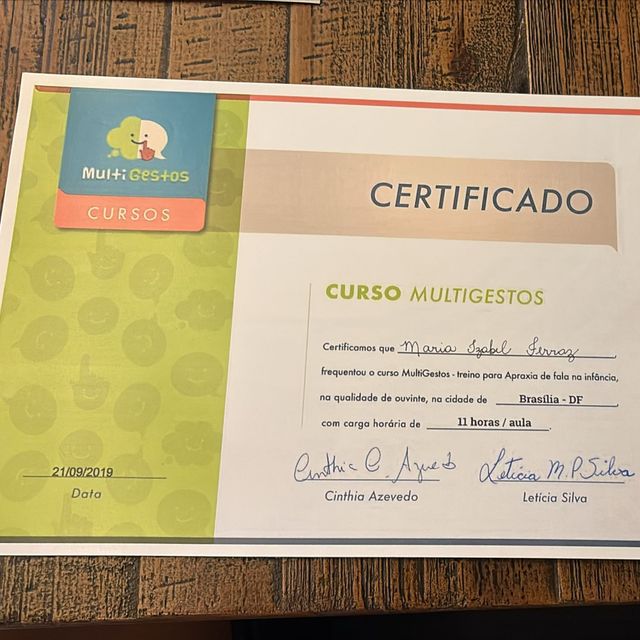 MultiGestos
CURSOS
CERTIFICADO
CURSO MULTIGESTOS
Certificamos que Maria Izabel Ferraz
frequentou o curso MultiGestos - treino para Apraxia de fala na infância,
na qualidade de ouvinte, na cidade de Brasília - DF
com carga horária de 11 horas / aula.
Cinthia C. Azevedo
Letícia M. P. Silva
Cinthia Azevedo
Letícia Silva
21/09/2019
Data